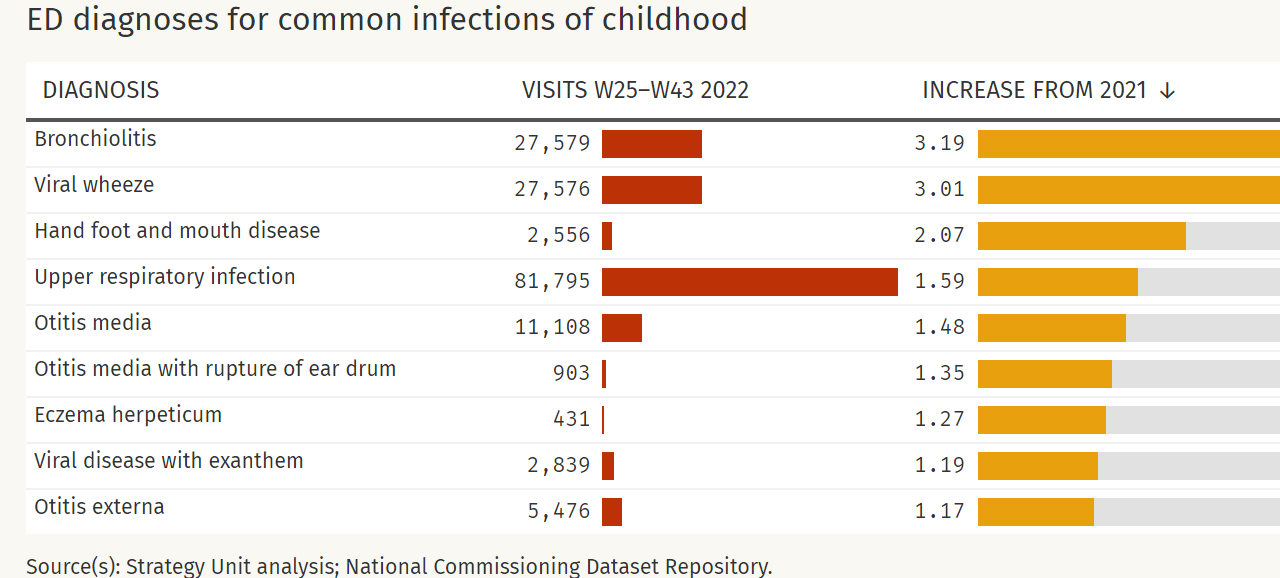 ED diagnoses for common infections of childhood
DIAGNOSIS VISITS W25–W43 2022 INCREASE FROM 2021 ↓
Bronchiolitis 27,579 3.19
Viral wheeze 27,576 3.01
Hand foot and mouth disease 2,556 2.07
Upper respiratory infection 81,795 1.59
Otitis media 11,108 1.48
Otitis media with rupture of ear drum 903 1.35
Eczema herpeticum 431 1.27
Viral disease with exanthem 2,839 1.19
Otitis externa 5,476 1.17
Source(s): Strategy Unit analysis; National Commissioning Dataset Repository.